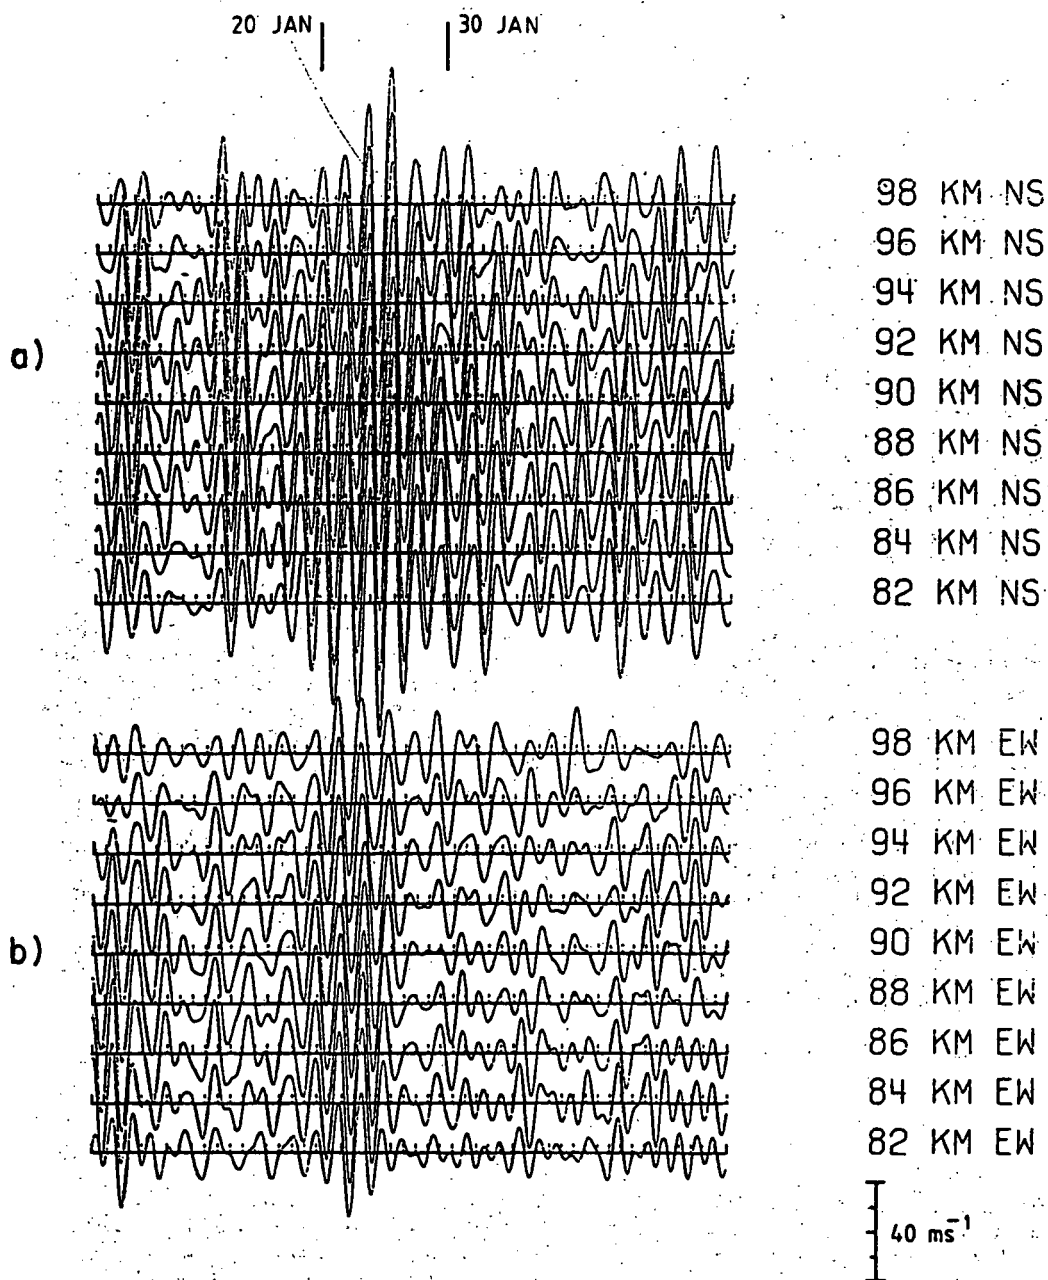 20 JAN
30 JAN
a)
98 KM NS
96 KM NS
94 KM NS
92 KM NS
90 KM NS
88 KM NS
86 KM NS
84 KM NS
82 KM NS
b)
98 KM EW
96 KM EW
94 KM EW
92 KM EW
90 KM EW
88 KM EW
86 KM EW
84 KM EW
82 KM EW
40 ms⁻¹